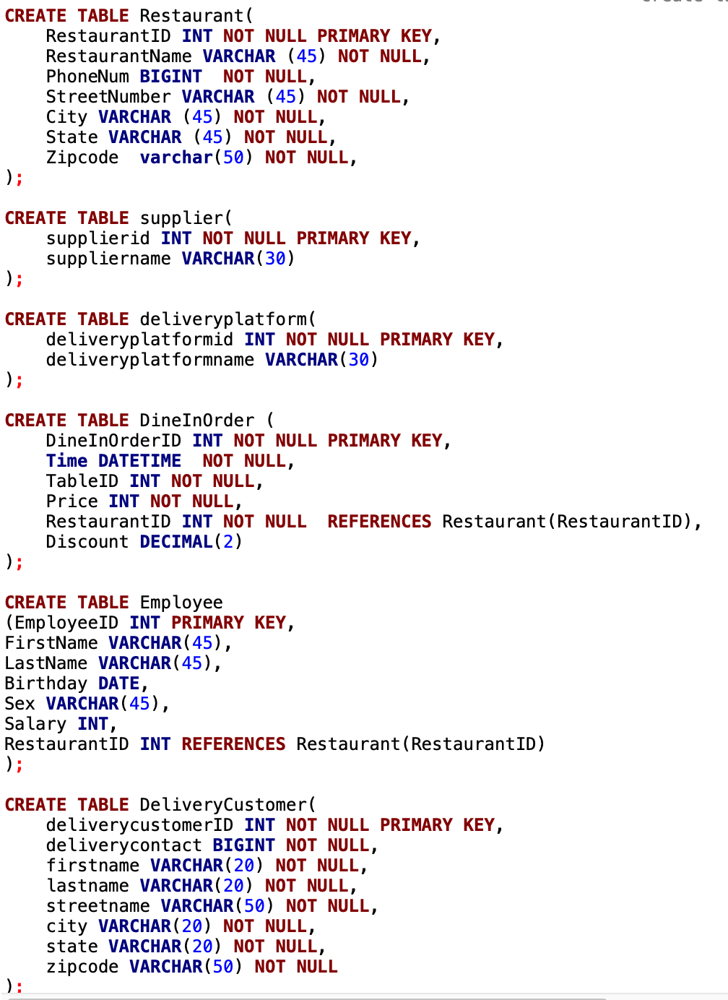 CREATE TABLE Restaurant(
    RestaurantID INT NOT NULL PRIMARY KEY,
    RestaurantName VARCHAR (45) NOT NULL,
    PhoneNum BIGINT  NOT NULL,
    StreetNumber VARCHAR (45) NOT NULL,
    City VARCHAR (45) NOT NULL,
    State VARCHAR (45) NOT NULL,
    Zipcode  varchar(50) NOT NULL,
);

CREATE TABLE supplier(
    supplierid INT NOT NULL PRIMARY KEY,
    suppliername VARCHAR(30)
);

CREATE TABLE deliveryplatform(
    deliveryplatformid INT NOT NULL PRIMARY KEY,
    deliveryplatformname VARCHAR(30)
);

CREATE TABLE DineInOrder (
    DineInOrderID INT NOT NULL PRIMARY KEY,
    Time DATETIME  NOT NULL,
    TableID INT NOT NULL,
    Price INT NOT NULL,
    RestaurantID INT NOT NULL  REFERENCES Restaurant(RestaurantID),
    Discount DECIMAL(2)
);

CREATE TABLE Employee
(EmployeeID INT PRIMARY KEY,
FirstName VARCHAR(45),
LastName VARCHAR(45),
Birthday DATE,
Sex VARCHAR(45),
Salary INT,
RestaurantID INT REFERENCES Restaurant(RestaurantID)
);

CREATE TABLE DeliveryCustomer(
    deliverycustomerID INT NOT NULL PRIMARY KEY,
    deliverycontact BIGINT NOT NULL,
    firstname VARCHAR(20) NOT NULL,
    lastname VARCHAR(20) NOT NULL,
    streetname VARCHAR(50) NOT NULL,
    city VARCHAR(20) NOT NULL,
    state VARCHAR(20) NOT NULL,
    zipcode VARCHAR(50) NOT NULL
);